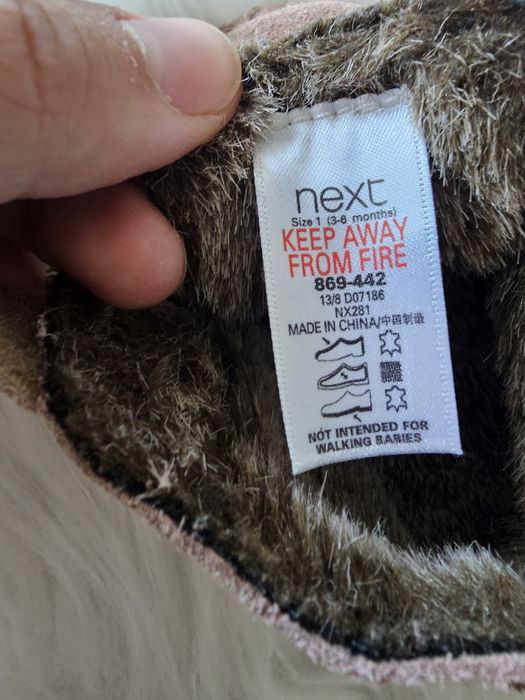 next
Size 1 (3-6 months)
KEEP AWAY
FROM FIRE
869-442
13/8 D07186
NX281
MADE IN CHINA/中国制造
NOT INTENDED FOR
WALKING BABIES